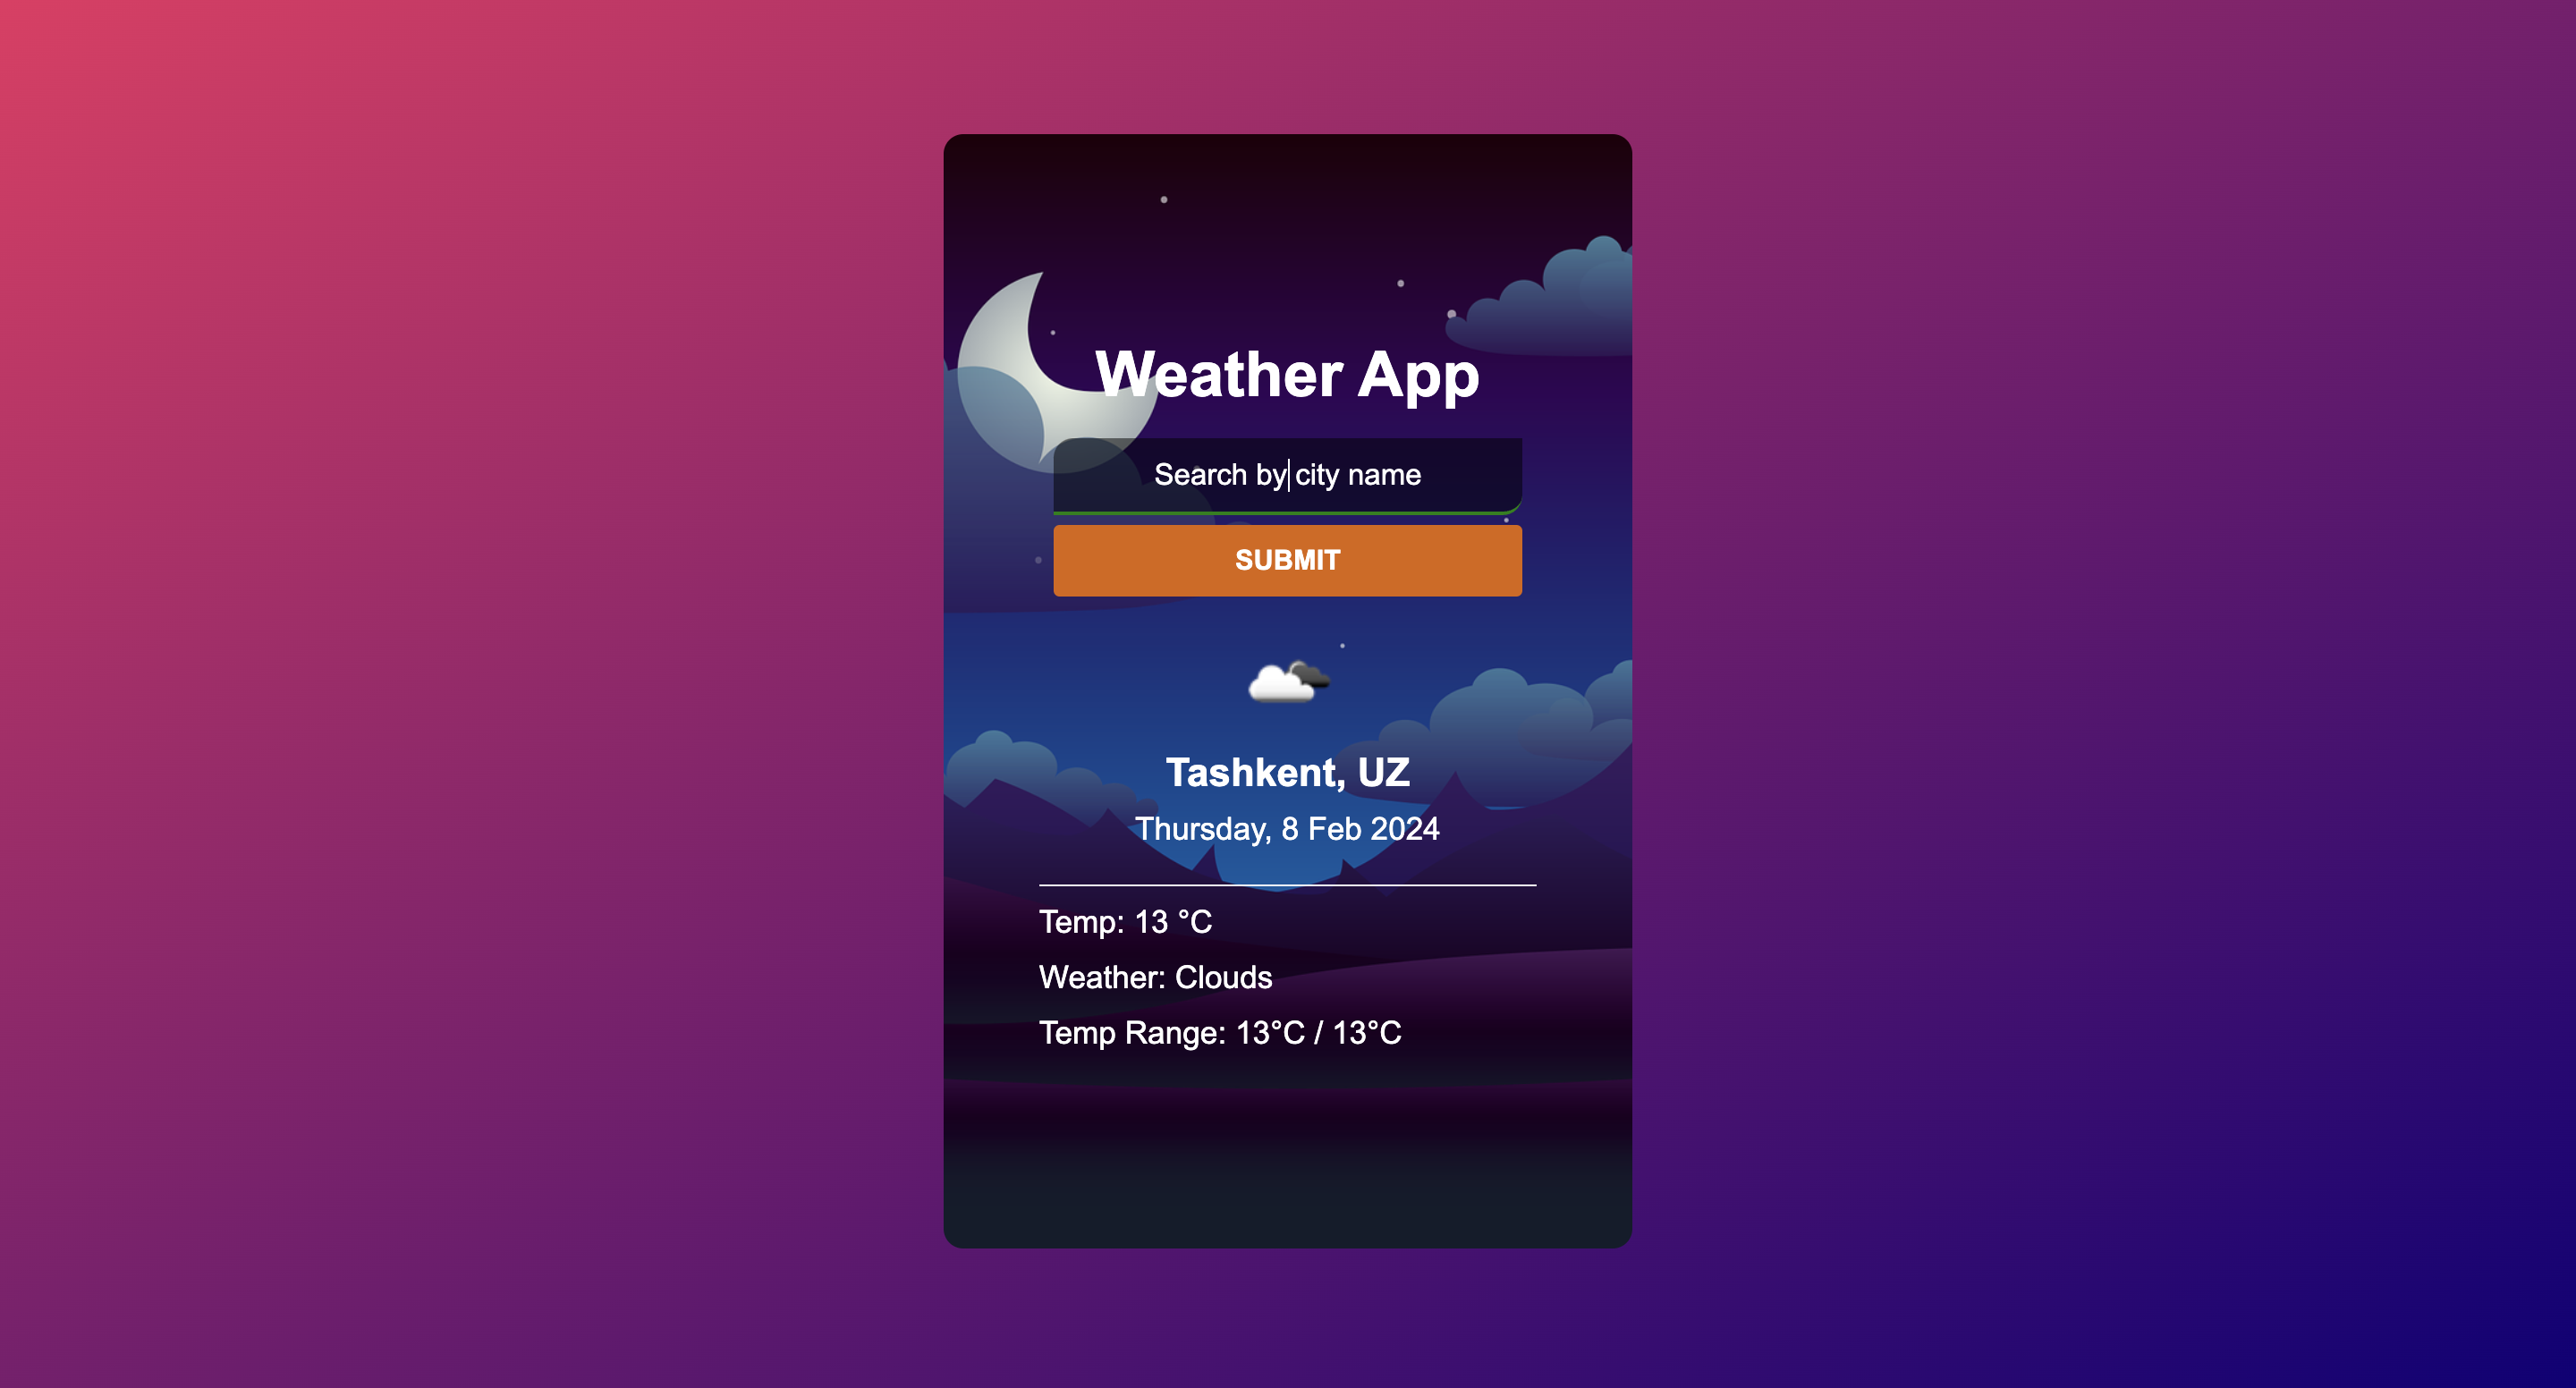 Weather App
Search by city name
SUBMIT
Tashkent, UZ
Thursday, 8 Feb 2024
Temp: 13 °C
Weather: Clouds
Temp Range: 13°C / 13°C